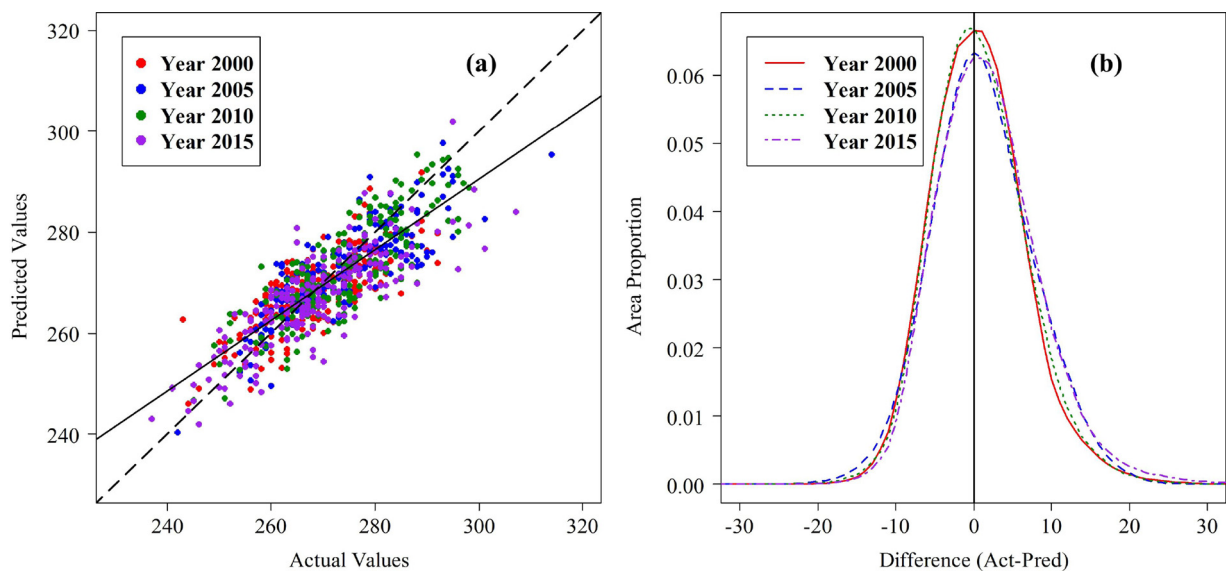 320
300
280
260
240
Predicted Values
Year 2000
Year 2005
Year 2010
Year 2015
(a)
240
260
280
300
320
Actual Values
0.06
0.05
0.04
0.03
0.02
0.01
0.00
Area Proportion
Year 2000
Year 2005
Year 2010
Year 2015
(b)
-30
-20
-10
0
10
20
30
Difference (Act-Pred)